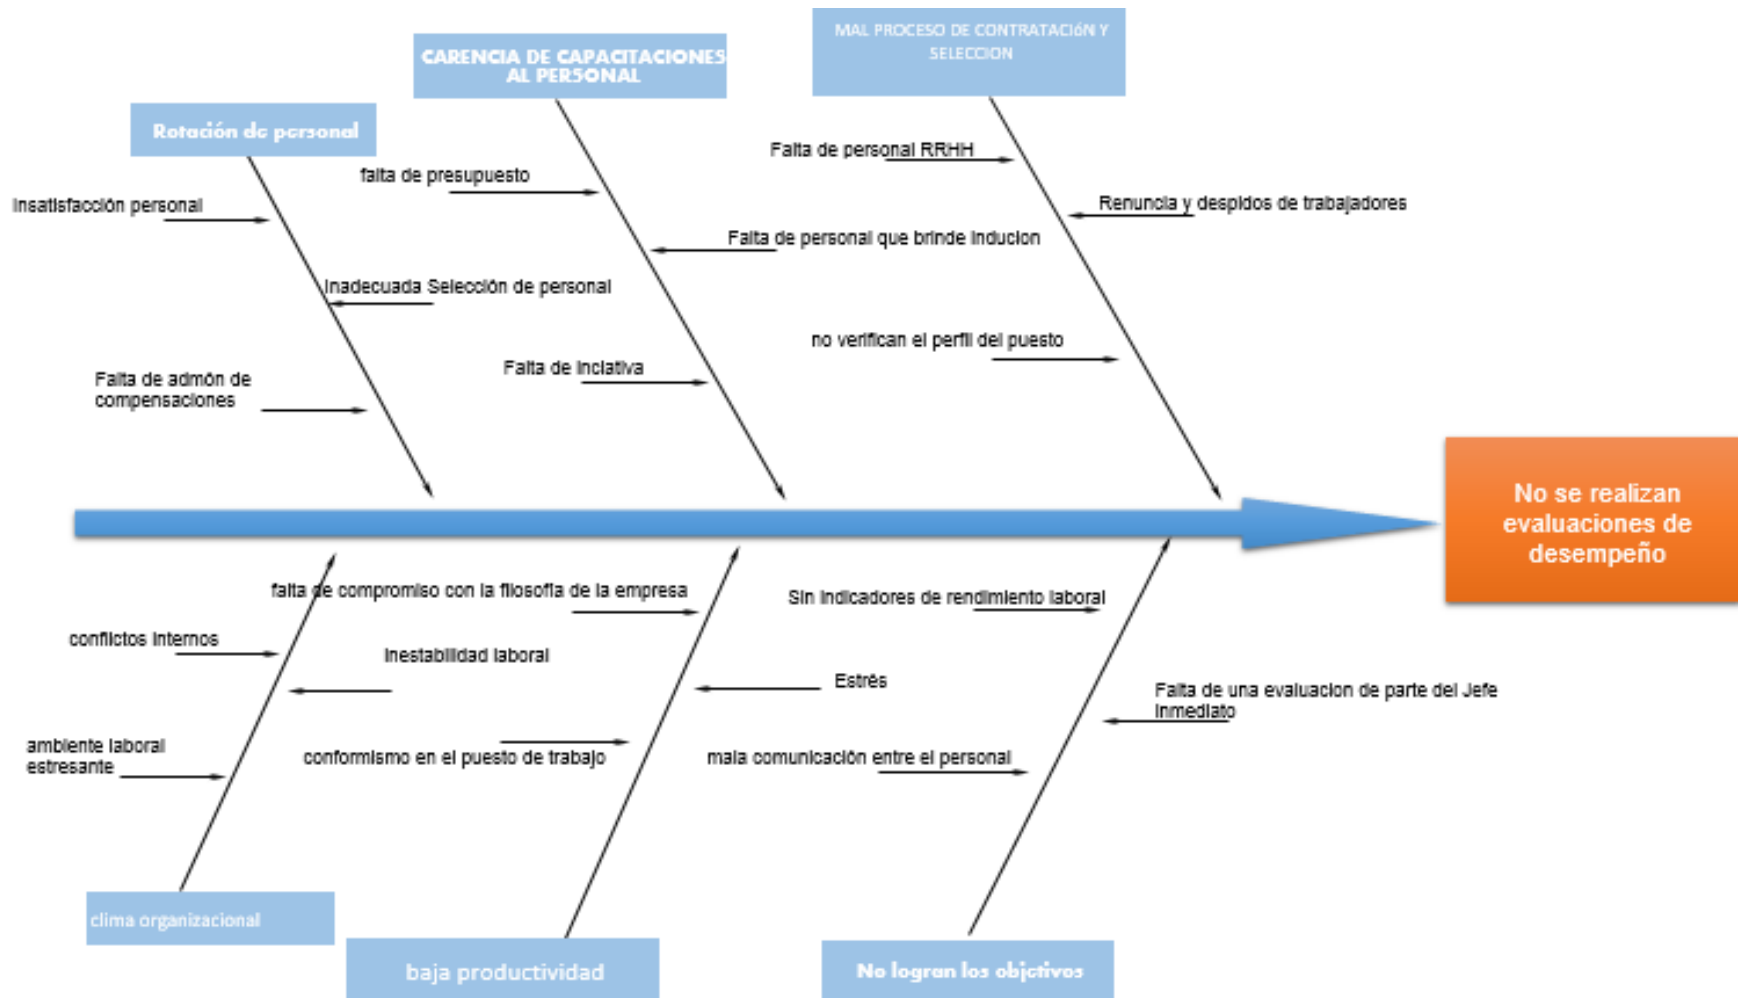 MAL PROCESO DE CONTRATACIóN Y
SELECCION
CARENCIA DE CAPACITACIONES
AL PERSONAL
Rotación de personal
Falta de personal RRHH
falta de presupuesto
Insatisfacción personal
Renuncia y despidos de trabajadores
Falta de personal que brinde inducion
Inadecuada Selección de personal
no verifican el perfil del puesto
Falta de inciativa
Falta de admón de
compensaciones
No se realizan
evaluaciones de
desempeño
falta de compromiso con la filosofía de la empresa
Sin indicadores de rendimiento laboral
conflictos internos
inestabilidad laboral
Estrés
Falta de una evaluacion de parte del Jefe
inmediato
ambiente laboral
estresante
conformismo en el puesto de trabajo
mala comunicación entre el personal
clima organizacional
baja productividad
No logran los objetivos